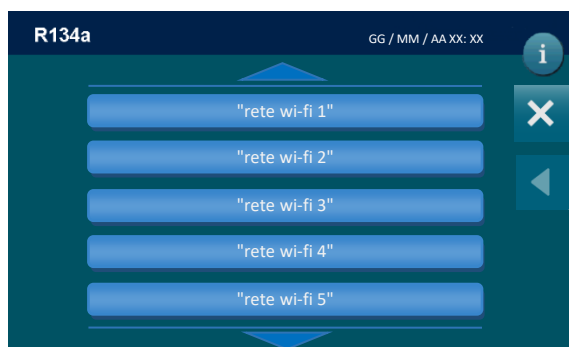 R134a
GG / MM / AA XX: XX
i
"rete wi-fi 1"
"rete wi-fi 2"
"rete wi-fi 3"
"rete wi-fi 4"
"rete wi-fi 5"